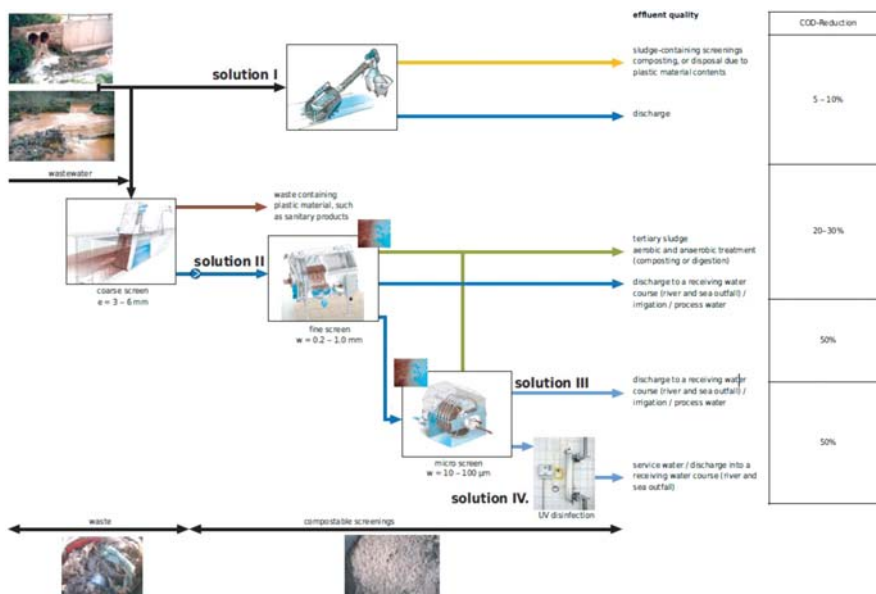 effluent quality
COD-Reduction
solution I
sludge-containing screenings
composting, or disposal due to
plastic material contents
5 – 10%
discharge
wastewater
waste containing
plastic material, such
as sanitary products
20–30%
solution II
tertiary sludge
aerobic and anaerobic treatment
(composting or digestion)
coarse screen
e = 3 – 6 mm
discharge to a receiving water
course (river and sea outfall) /
irrigation / process water
fine screen
w = 0.2 – 1.0 mm
50%
solution III
discharge to a receiving water
course (river and sea outfall) /
irrigation / process water
50%
micro screen
w = 10 – 100 µm
service water / discharge into a
receiving water course (river and
sea outfall)
solution IV.
UV disinfection
waste
compostable screenings